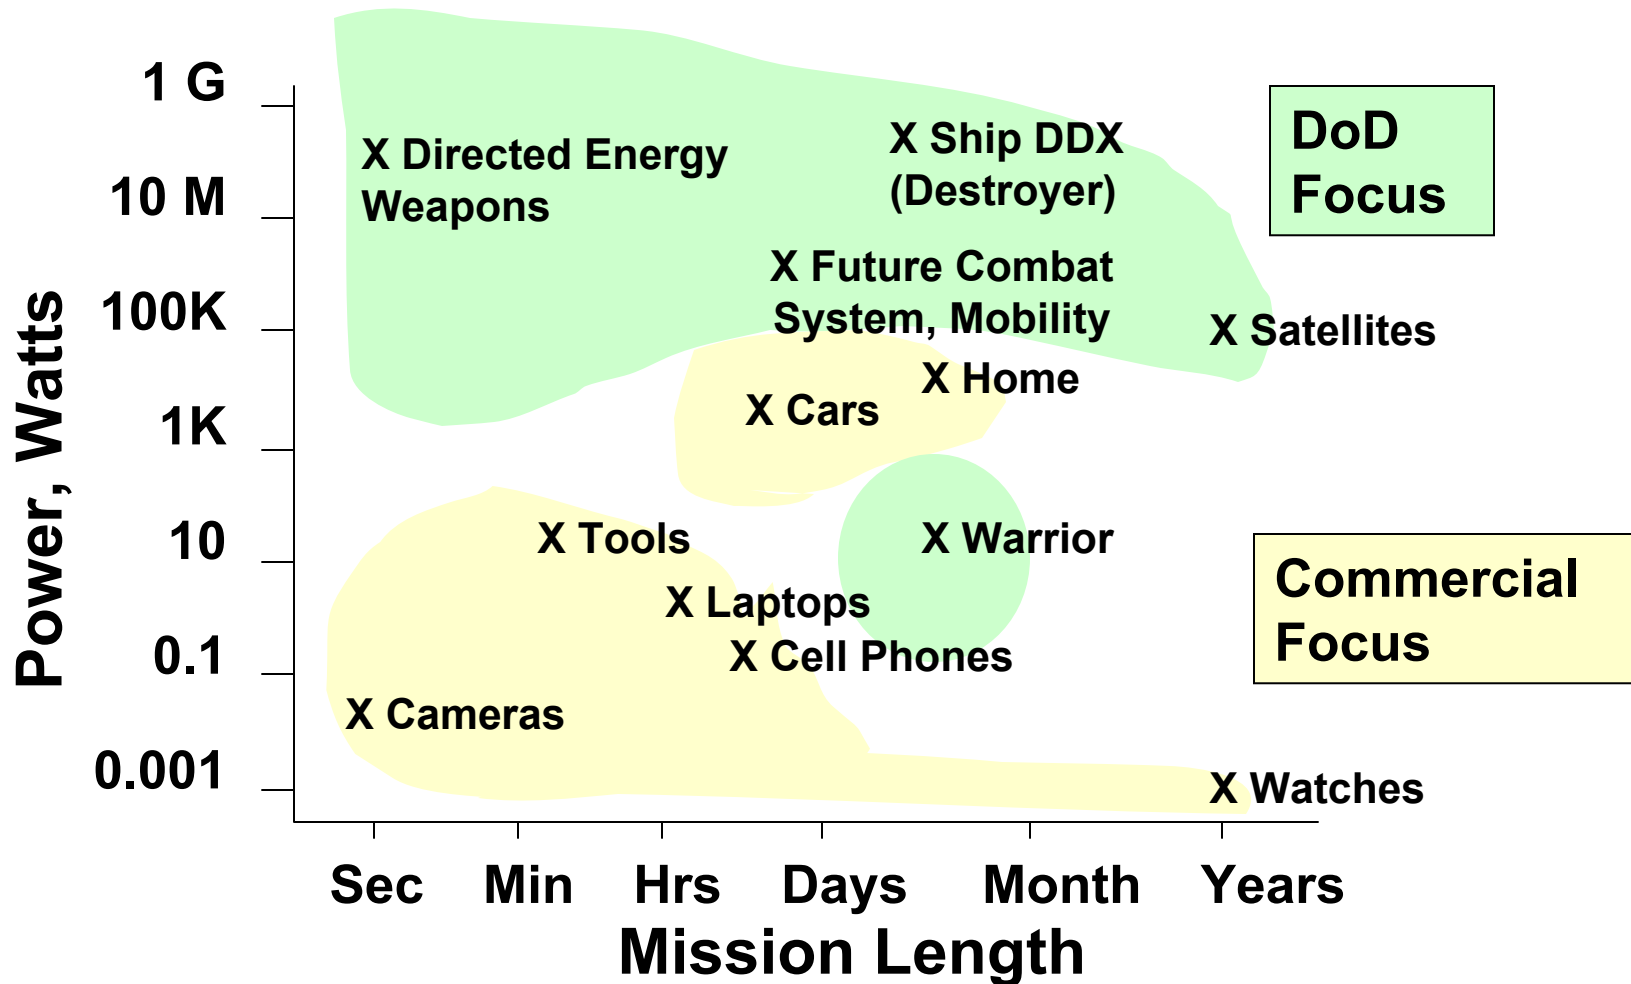 1 G
10 M
100K
1K
10
0.1
0.001
Power, Watts
X Directed Energy
Weapons
X Ship DDX
(Destroyer)
X Future Combat
System, Mobility
X Satellites
X Home
X Cars
X Tools
X Warrior
X Laptops
X Cell Phones
X Cameras
X Watches
DoD
Focus
Commercial
Focus
Sec Min Hrs Days Month Years
Mission Length